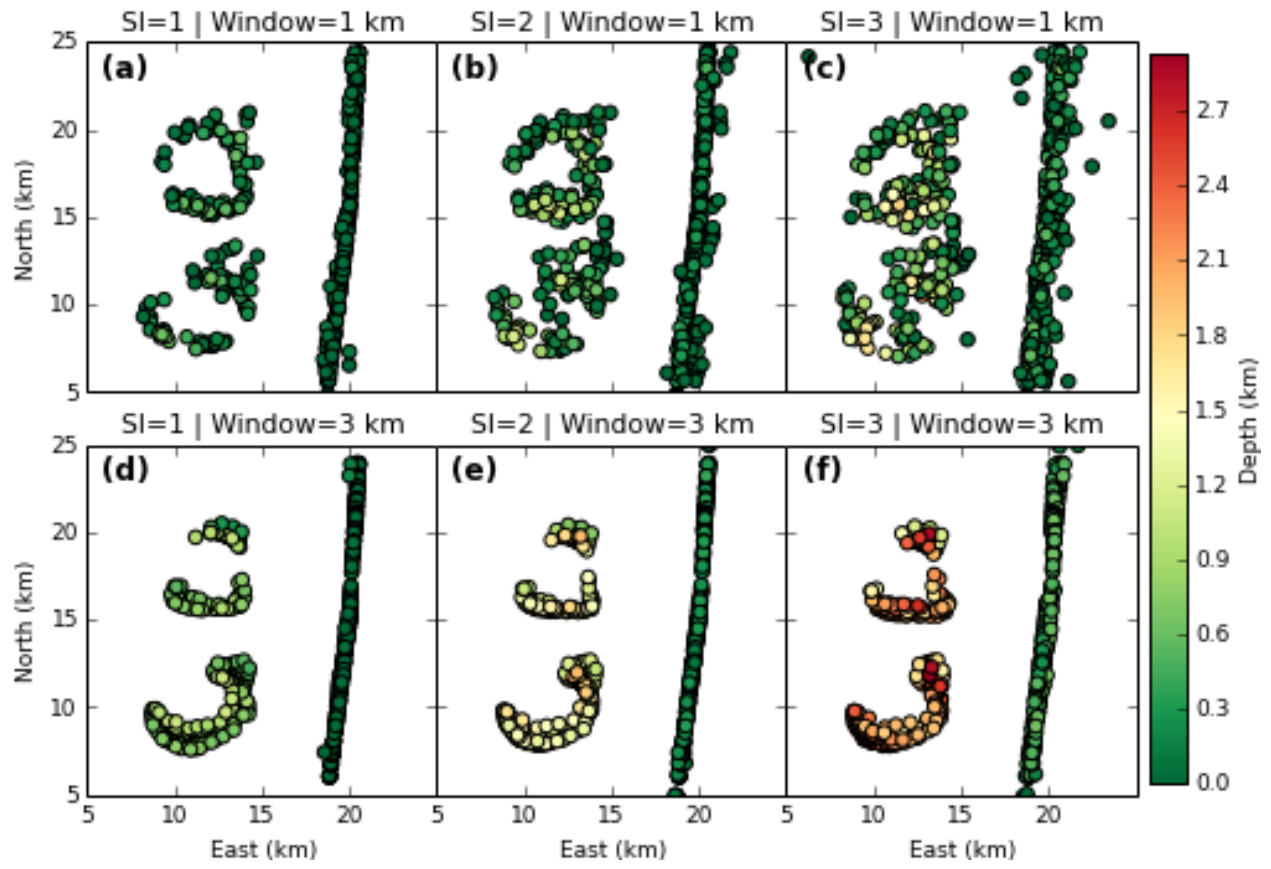 SI=1 | Window=1 km SI=2 | Window=1 km SI=3 | Window=1 km
25
(a) (b) (c)
2.7
20
2.4
North (km)
15
2.1
10
1.8
5
1.5
SI=1 | Window=3 km SI=2 | Window=3 km SI=3 | Window=3 km
Depth (km)
25
(d) (e) (f)
1.2
20
0.9
North (km)
15
0.6
10
0.3
5
0.0
5 10 15 20 5 10 15 20 5 10 15 20
East (km) East (km) East (km)